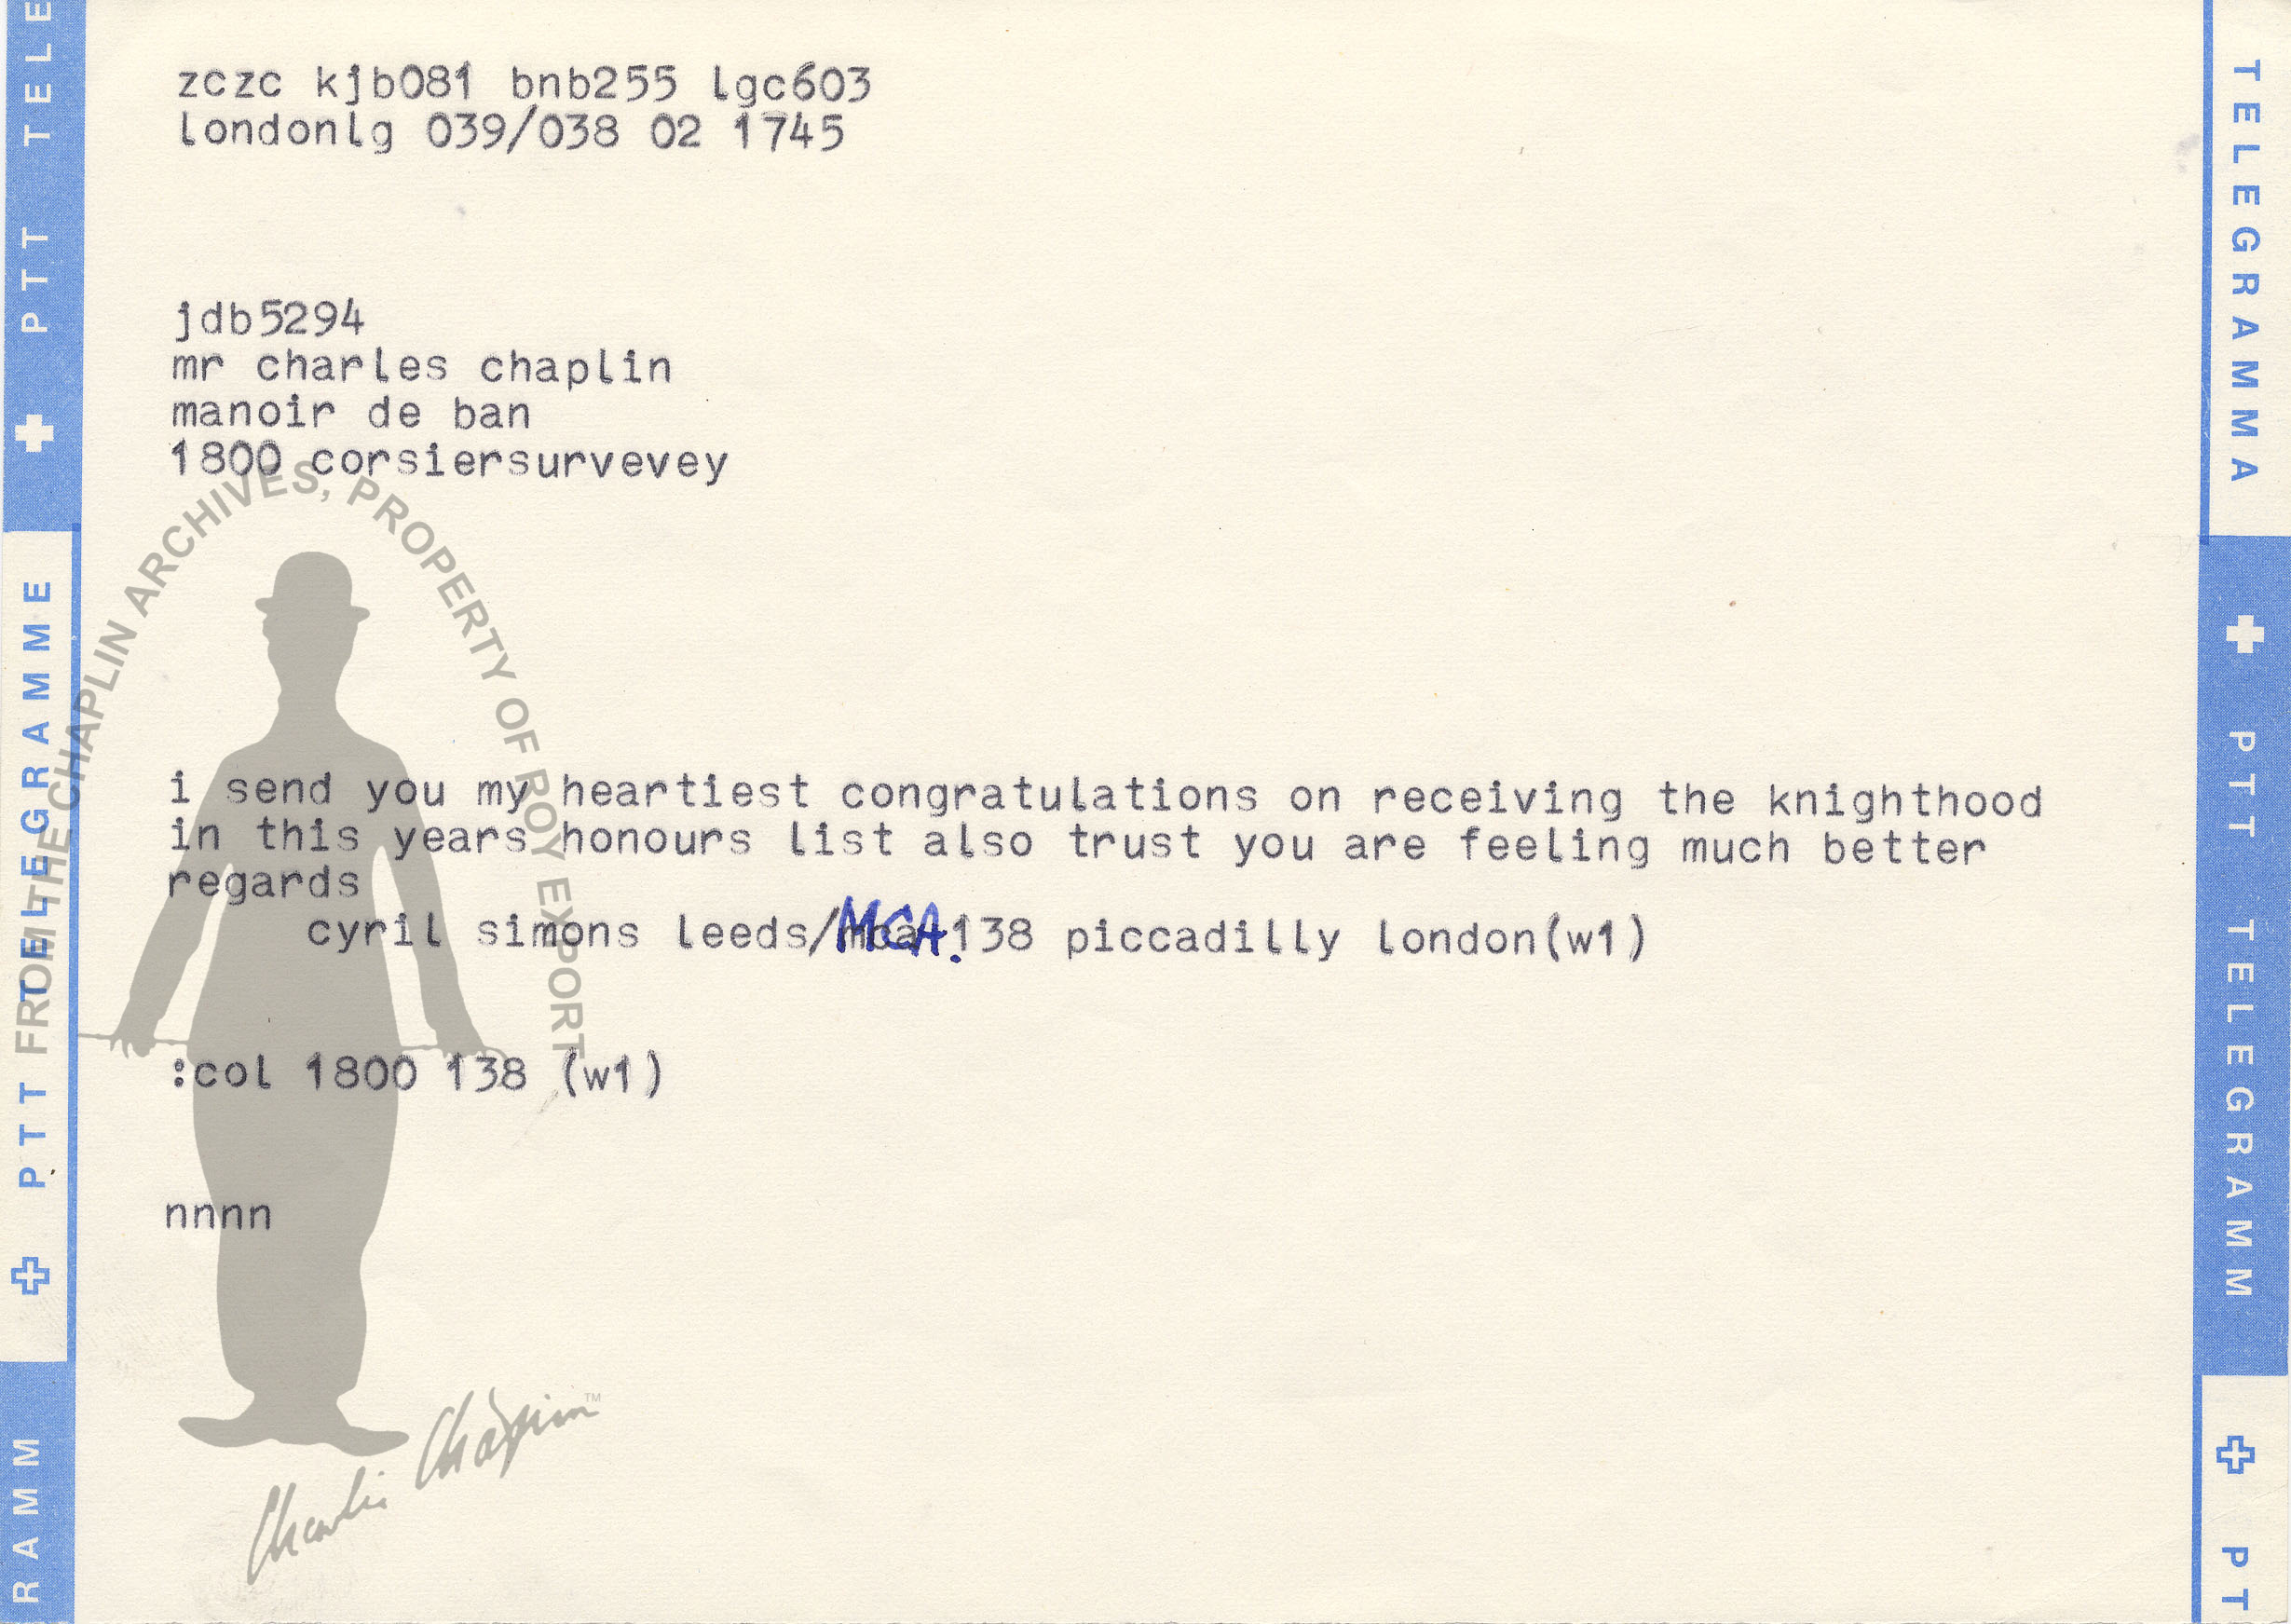 zczc kjb081 bnb255 lgc603
londonlg 039/038 02 1745
jdb5294
mr charles chaplin
manoir de ban
1800 corsiersurvevey
i send you my heartiest congratulations on receiving the knighthood
in this years honours list also trust you are feeling much better
regards
cyril simons leeds/MCA.138 piccadilly london(w1)
:col 1800 138 (w1)
nnnn
FROM THE CHAPLIN ARCHIVES, PROPERTY OF ROY EXPORT
Charlie Chaplin™
PTT TELE
PTT TELEGRAMME
RAMM
TELEGRAMMA
PTT TELEGRAMM
PT